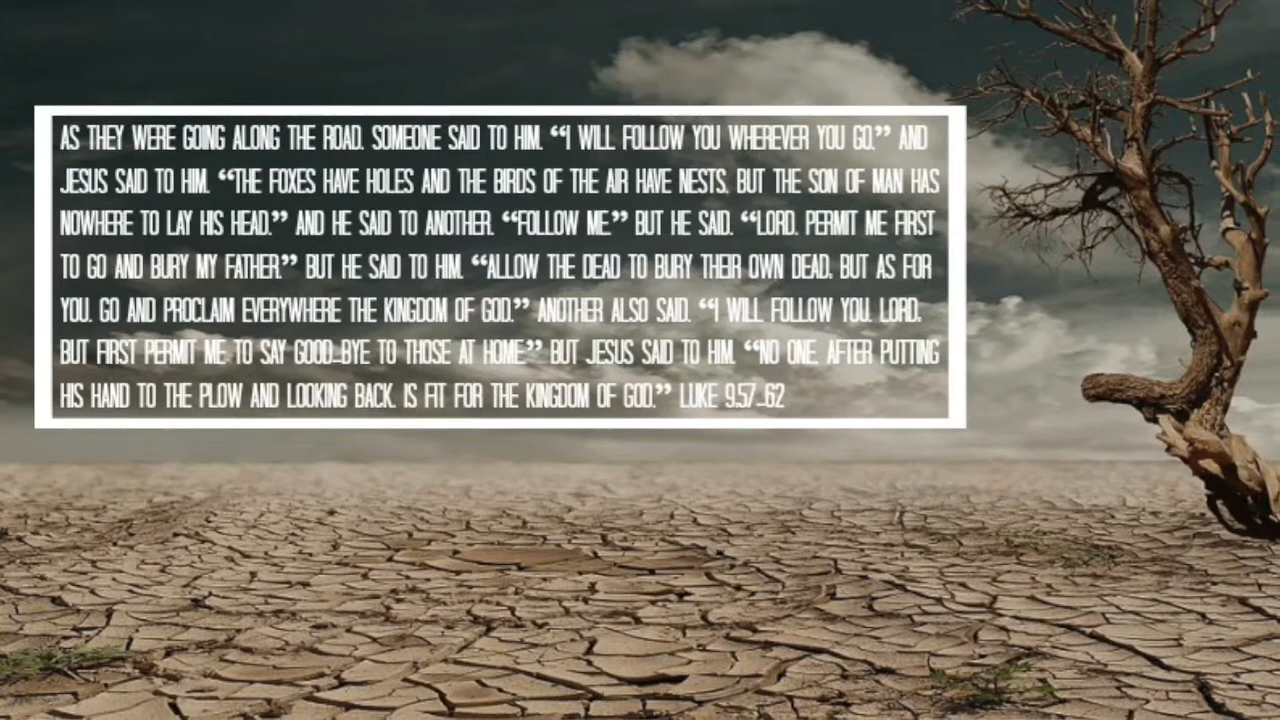 AS THEY WERE GOING ALONG THE ROAD, SOMEONE SAID TO HIM, “I WILL FOLLOW YOU WHEREVER YOU GO.” AND
JESUS SAID TO HIM, “THE FOXES HAVE HOLES AND THE BIRDS OF THE AIR HAVE NESTS, BUT THE SON OF MAN HAS
NOWHERE TO LAY HIS HEAD.” AND HE SAID TO ANOTHER, “FOLLOW ME.” BUT HE SAID, “LORD, PERMIT ME FIRST
TO GO AND BURY MY FATHER.” BUT HE SAID TO HIM, “ALLOW THE DEAD TO BURY THEIR OWN DEAD; BUT AS FOR
YOU, GO AND PROCLAIM EVERYWHERE THE KINGDOM OF GOD.” ANOTHER ALSO SAID, “I WILL FOLLOW YOU, LORD;
BUT FIRST PERMIT ME TO SAY GOOD-BYE TO THOSE AT HOME.” BUT JESUS SAID TO HIM, “NO ONE, AFTER PUTTING
HIS HAND TO THE PLOW AND LOOKING BACK, IS FIT FOR THE KINGDOM OF GOD.” LUKE 9:57-62